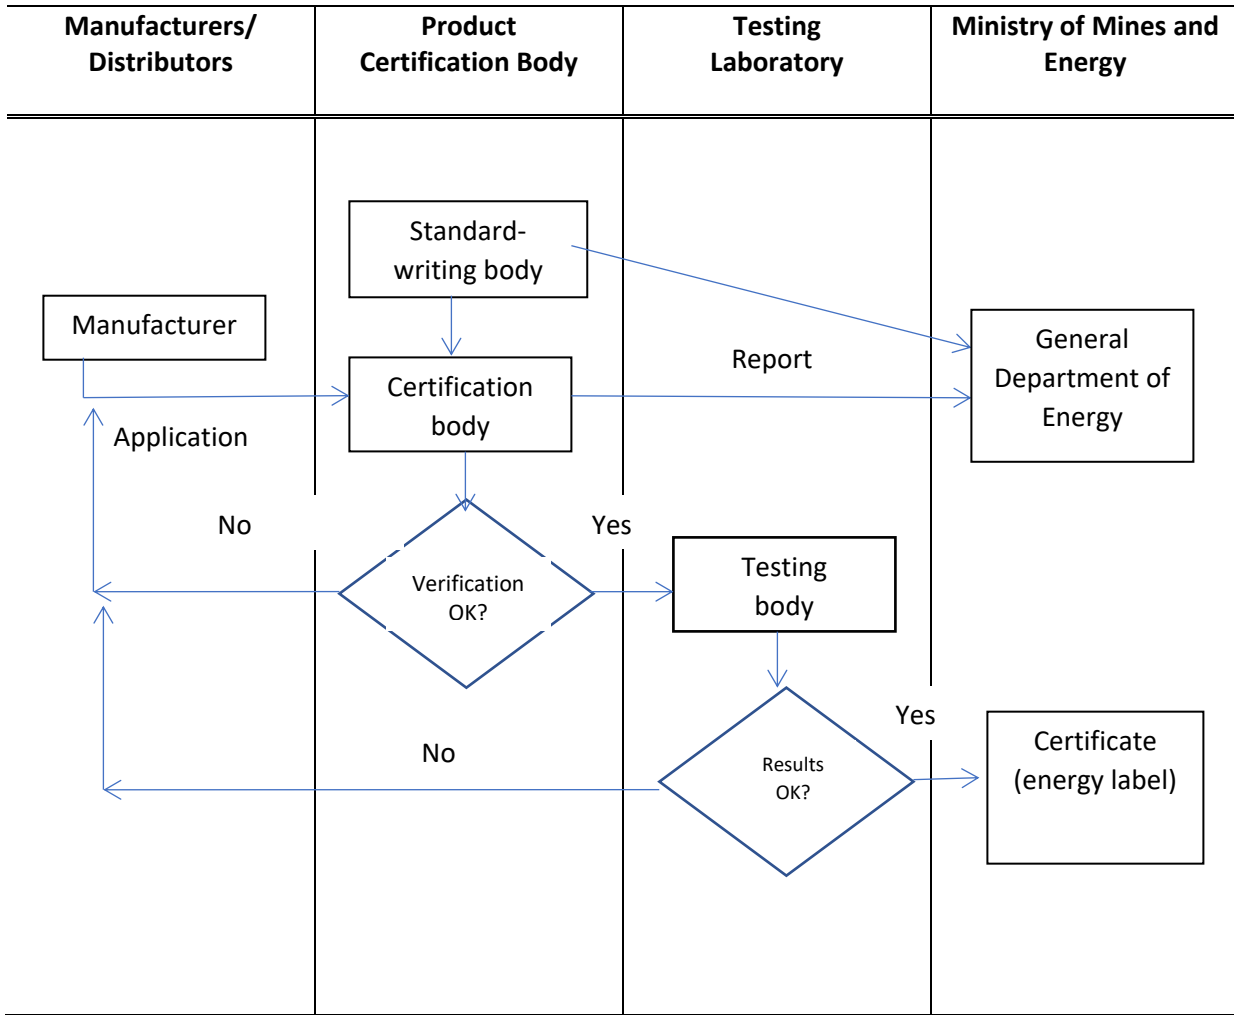 Manufacturers/
Distributors
Product
Certification Body
Testing
Laboratory
Ministry of Mines and
Energy
Standard-
writing body
Manufacturer
General
Department of
Energy
Report
Certification
body
Application
No
Yes
Verification
OK?
Testing
body
Yes
No
Results
OK?
Certificate
(energy label)